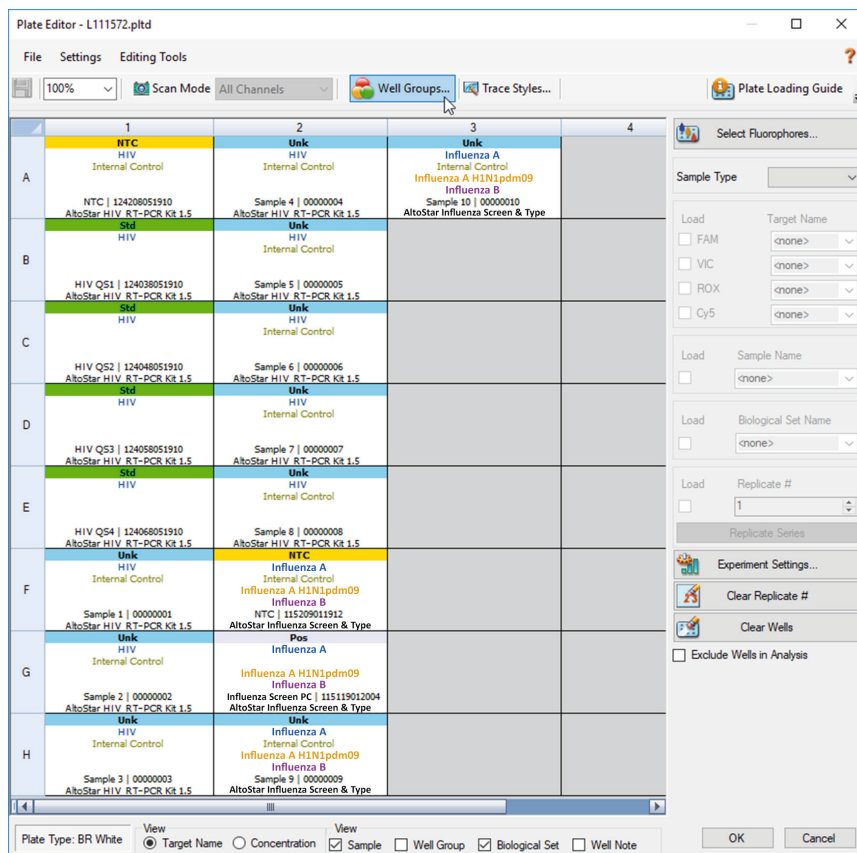 Plate Editor - L111572.pltd
File Settings Editing Tools ?
100% Scan Mode All Channels Well Groups... Trace Styles... Plate Loading Guide
1 2 3 4
A
NTC
HIV
Internal Control
NTC | 124208051910
AltoStar HIV RT-PCR Kit 1.5
Unk
HIV
Internal Control
Sample 4 | 00000004
AltoStar HIV RT-PCR Kit 1.5
Unk
Influenza A
Internal Control
Influenza A H1N1pdm09
Influenza B
Sample 10 | 00000010
AltoStar Influenza Screen & Type
B
Std
HIV
HIV QS1 | 124038051910
AltoStar HIV RT-PCR Kit 1.5
Unk
HIV
Internal Control
Sample 5 | 00000005
AltoStar HIV RT-PCR Kit 1.5
C
Std
HIV
HIV QS2 | 124048051910
AltoStar HIV RT-PCR Kit 1.5
Unk
HIV
Internal Control
Sample 6 | 00000006
AltoStar HIV RT-PCR Kit 1.5
D
Std
HIV
HIV QS3 | 124058051910
AltoStar HIV RT-PCR Kit 1.5
Unk
HIV
Internal Control
Sample 7 | 00000007
AltoStar HIV RT-PCR Kit 1.5
E
Std
HIV
HIV QS4 | 124068051910
AltoStar HIV RT-PCR Kit 1.5
Unk
HIV
Internal Control
Sample 8 | 00000008
AltoStar HIV RT-PCR Kit 1.5
F
Unk
HIV
Internal Control
Sample 1 | 00000001
AltoStar HIV RT-PCR Kit 1.5
NTC
Influenza A
Internal Control
Influenza A H1N1pdm09
Influenza B
NTC | 115209011912
AltoStar Influenza Screen & Type
G
Unk
HIV
Internal Control
Sample 2 | 00000002
AltoStar HIV RT-PCR Kit 1.5
Pos
Influenza A
Influenza A H1N1pdm09
Influenza B
Influenza Screen PC | 115119012004
AltoStar Influenza Screen & Type
H
Unk
HIV
Internal Control
Sample 3 | 00000003
AltoStar HIV RT-PCR Kit 1.5
Unk
Influenza A
Internal Control
Influenza A H1N1pdm09
Influenza B
Sample 9 | 00000009
AltoStar Influenza Screen & Type
Select Fluorophores...
Sample Type
Load Target Name
FAM <none>
VIC <none>
ROX <none>
Cy5 <none>
Load Sample Name
<none>
Load Biological Set Name
<none>
Load Replicate #
1
Replicate Series
Experiment Settings...
Clear Replicate #
Clear Wells
Exclude Wells in Analysis
Plate Type: BR White
View
Target Name Concentration
View
Sample Well Group Biological Set Well Note
OK Cancel